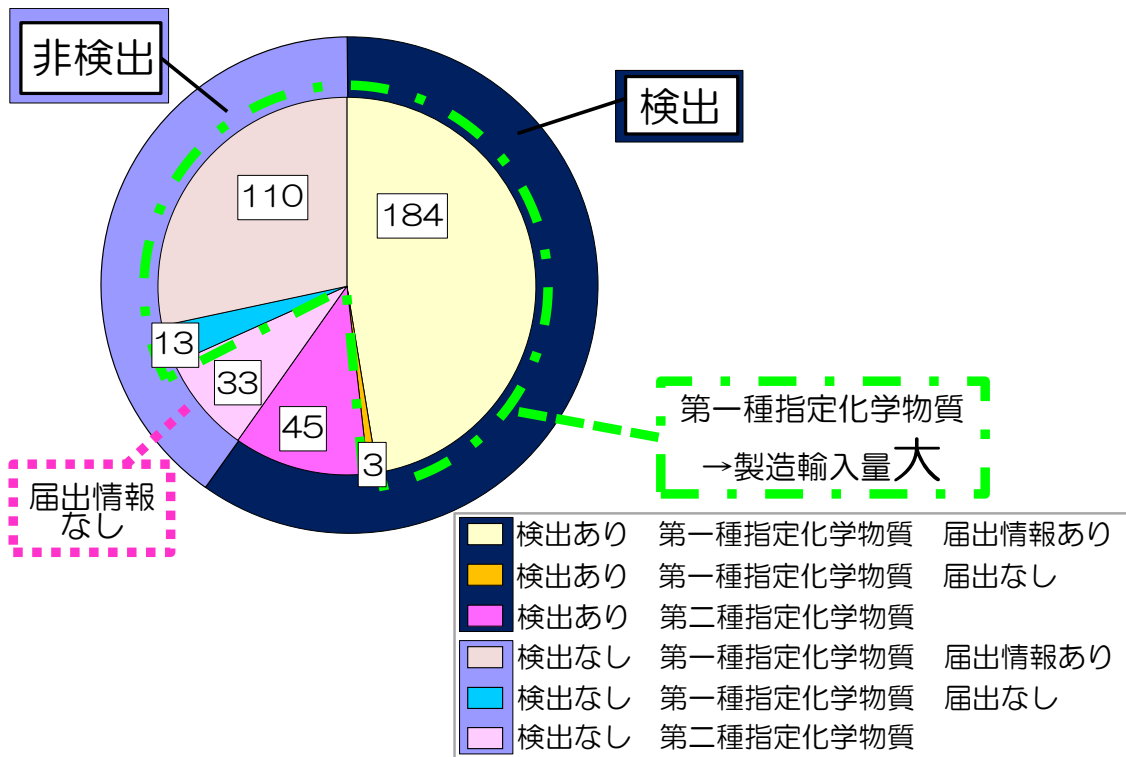 非検出
検出
110
184
13
33
45
3
第一種指定化学物質
→製造輸入量大
届出情報
なし
検出あり 第一種指定化学物質 届出情報あり
検出あり 第一種指定化学物質 届出なし
検出あり 第二種指定化学物質
検出なし 第一種指定化学物質 届出情報あり
検出なし 第一種指定化学物質 届出なし
検出なし 第二種指定化学物質